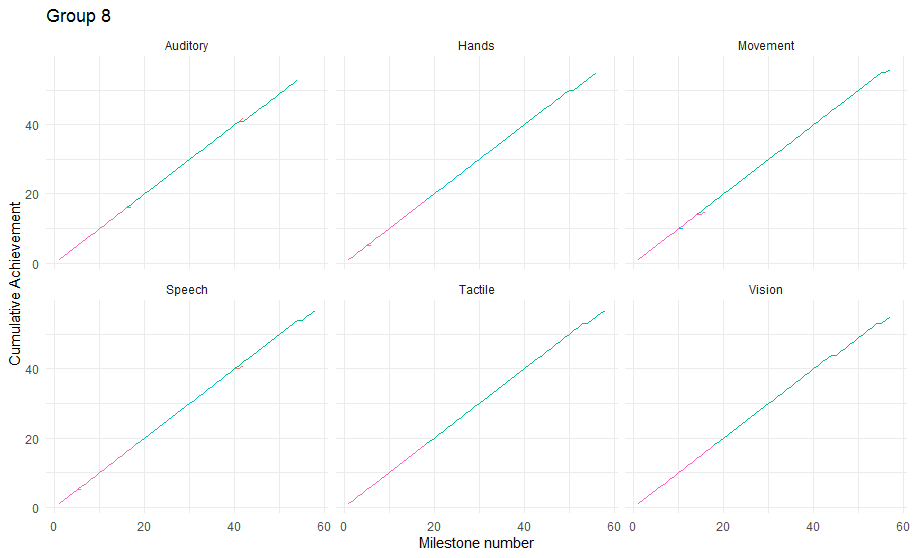 Group 8
Auditory
Hands
Movement
40
20
0
Cumulative Achievement
Speech
Tactile
Vision
40
20
0
0 20 40 60 0 20 40 60 0 20 40 60
Milestone number